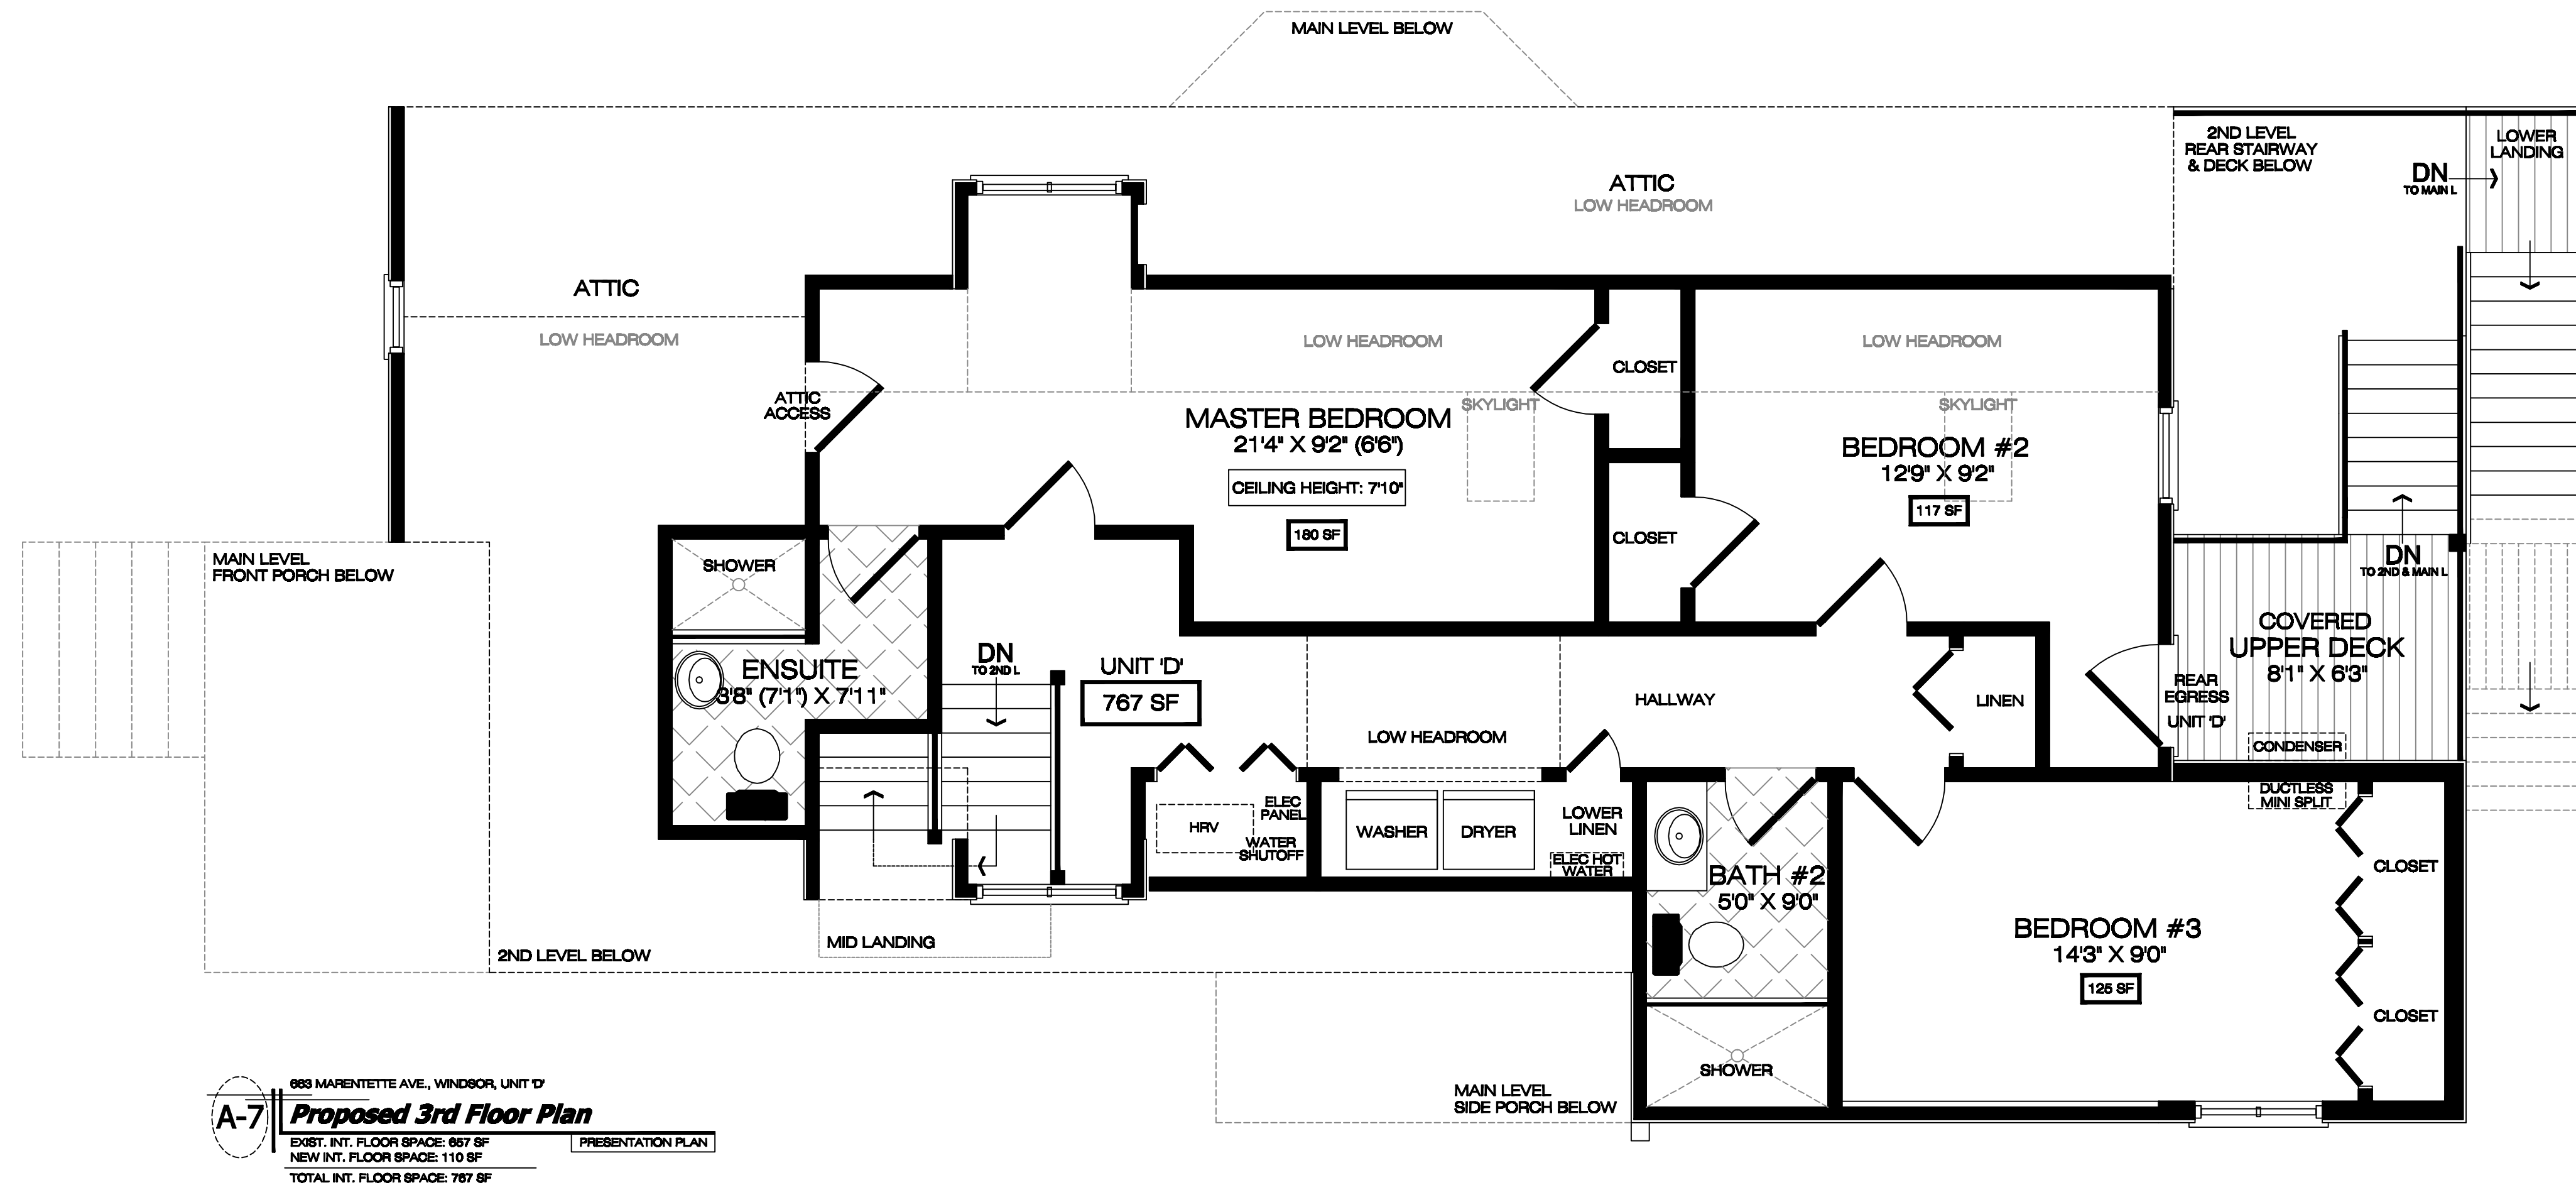 MAIN LEVEL BELOW
2ND LEVEL
REAR STAIRWAY
& DECK BELOW
LOWER
LANDING
DN
TO MAIN L
ATTIC
LOW HEADROOM
ATTIC
LOW HEADROOM
LOW HEADROOM
LOW HEADROOM
CLOSET
ATTIC
ACCESS
SKYLIGHT
SKYLIGHT
MASTER BEDROOM
21'4" X 9'2" (6'6")
CEILING HEIGHT: 7'10"
180 SF
BEDROOM #2
12'9" X 9'2"
117 SF
CLOSET
MAIN LEVEL
FRONT PORCH BELOW
SHOWER
DN
TO 2ND & MAIN L
COVERED
UPPER DECK
8'1" X 6'3"
ENSUITE
3'8" (7'1") X 7'11"
DN
TO 2ND L
UNIT 'D'
767 SF
HALLWAY
LINEN
REAR
EGRESS
UNIT 'D'
LOW HEADROOM
CONDENSER
DUCTLESS
MINI SPLIT
HRV
ELEC
PANEL
WATER
SHUTOFF
WASHER
DRYER
LOWER
LINEN
ELEC HOT
WATER
BATH #2
5'0" X 9'0"
CLOSET
BEDROOM #3
14'3" X 9'0"
125 SF
MID LANDING
2ND LEVEL BELOW
CLOSET
SHOWER
MAIN LEVEL
SIDE PORCH BELOW
663 MARENTETTE AVE., WINDSOR, UNIT 'D'
A-7
Proposed 3rd Floor Plan
EXIST. INT. FLOOR SPACE: 657 SF
PRESENTATION PLAN
NEW INT. FLOOR SPACE: 110 SF
TOTAL INT. FLOOR SPACE: 767 SF